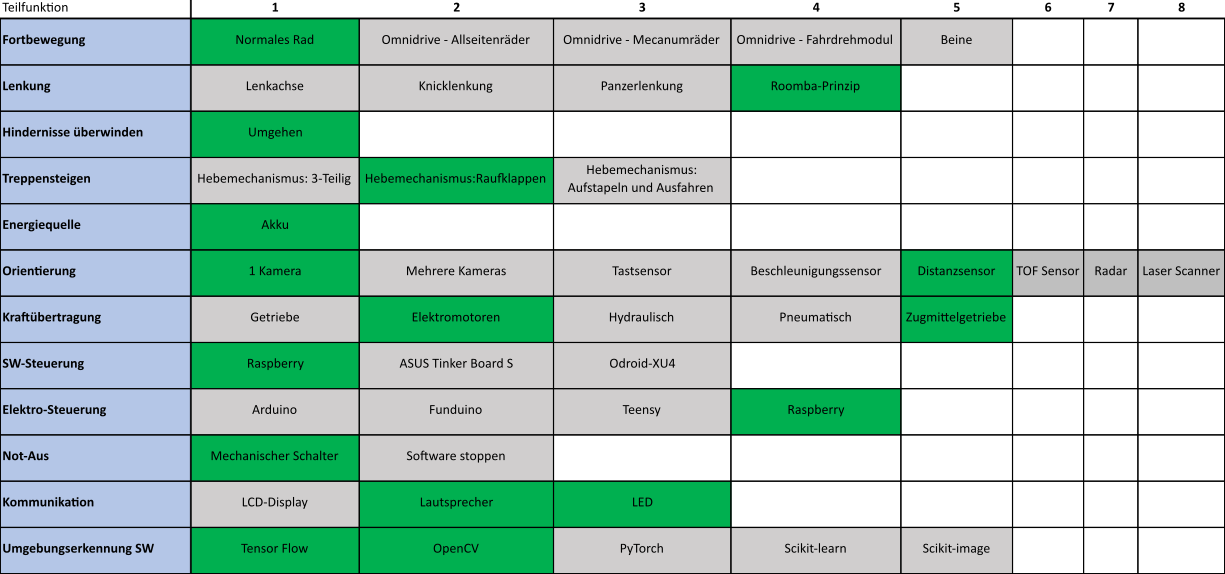 Teilfunktion 1 2 3 4 5 6 7 8
Fortbewegung Normales Rad Omnidrive - Allseitenräder Omnidrive - Mecanumräder Omnidrive - Fahrdrehmodul Beine
Lenkung Lenkachse Knicklenkung Panzerlenkung Roomba-Prinzip
Hindernisse überwinden Umgehen
Treppensteigen Hebemechanismus: 3-Teilig Hebemechanismus:Raufklappen Hebemechanismus:
Aufstapeln und Ausfahren
Energiequelle Akku
Orientierung 1 Kamera Mehrere Kameras Tastsensor Beschleunigungssensor Distanzsensor TOF Sensor Radar Laser Scanner
Kraftübertragung Getriebe Elektromotoren Hydraulisch Pneumatisch Zugmittelgetriebe
SW-Steuerung Raspberry ASUS Tinker Board S Odroid-XU4
Elektro-Steuerung Arduino Funduino Teensy Raspberry
Not-Aus Mechanischer Schalter Software stoppen
Kommunikation LCD-Display Lautsprecher LED
Umgebungserkennung SW Tensor Flow OpenCV PyTorch Scikit-learn Scikit-image